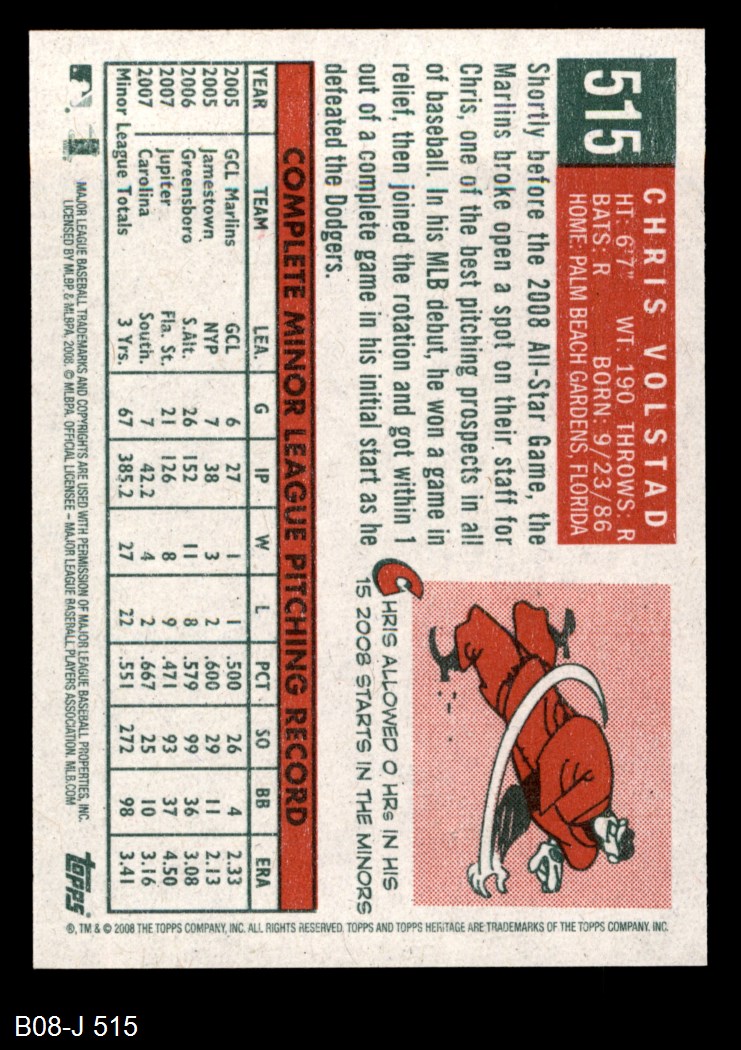 515
CHRIS VOLSTAD
HT: 6'7" WT: 190 THROWS: R
BATS: R BORN: 9/23/86
HOME: PALM BEACH GARDENS, FLORIDA
Shortly before the 2008 All-Star Game, the
Marlins broke open a spot on their staff for
Chris, one of the best pitching prospects in all
of baseball. In his MLB debut, he won a game in
relief, then joined the rotation and got within 1
out of a complete game in his initial start as he
defeated the Dodgers.
CHRIS ALLOWED 0 HRs IN HIS
15 2008 STARTS IN THE MINORS
COMPLETE MINOR LEAGUE PITCHING RECORD
YEAR TEAM LEA. G IP W L PCT SO BB ERA
2005 GCL Marlins GCL 6 27 1 1 .500 26 4 2.33
2005 Jamestown NYP 7 38 3 2 .600 29 11 2.13
2006 Greensboro S.Alt. 26 152 11 8 .579 99 36 3.08
2007 Jupiter Fla. St. 21 126 8 9 .471 93 37 4.50
2007 Carolina South. 7 42.2 4 2 .667 25 10 3.16
Minor League Totals 3 Yrs. 67 385.2 27 22 .551 272 98 3.41
MAJOR LEAGUE BASEBALL TRADEMARKS AND COPYRIGHTS ARE USED WITH PERMISSION OF MAJOR LEAGUE BASEBALL PROPERTIES, INC.
LICENSED BY MLBP & MLBPA, 2008. © MLBPA. OFFICIAL LICENSEE – MAJOR LEAGUE BASEBALL PLAYERS ASSOCIATION. MLB.COM
topps
®, TM & © 2008 THE TOPPS COMPANY, INC. ALL RIGHTS RESERVED. TOPPS AND TOPPS HERITAGE ARE TRADEMARKS OF THE TOPPS COMPANY, INC.
B08-J 515